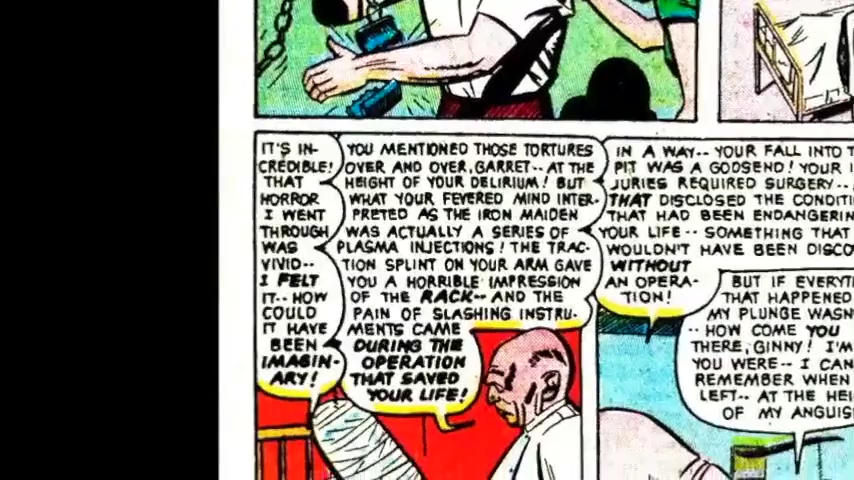 IT'S IN-
CREDIBLE!
THAT
HORROR
I WENT
THROUGH
WAS
VIVID--
I FELT
IT-- HOW
COULD
IT HAVE
BEEN
IMAGIN-
ARY!
YOU MENTIONED THOSE TORTURES
OVER AND OVER, GARRET-- AT THE
HEIGHT OF YOUR DELIRIUM! BUT
WHAT YOUR FEVERED MIND INTER-
PRETED AS THE IRON MAIDEN
WAS ACTUALLY A SERIES OF
PLASMA INJECTIONS! THE TRAC-
TION SPLINT ON YOUR ARM GAVE
YOU A HORRIBLE IMPRESSION
OF THE RACK-- AND THE
PAIN OF SLASHING INSTRU-
MENTS CAME
DURING THE
OPERATION
THAT SAVED
YOUR LIFE!
IN A WAY-- YOUR FALL INTO
PIT WAS A GODSEND! YOUR
JURIES REQUIRED SURGERY--
THAT DISCLOSED THE
THAT HAD BEEN
YOUR LIFE-- SOMETHING THAT
WOULDN'T HAVE BEEN
WITHOUT
AN OPERA-
TION!
BUT IF
THAT HAPPENED
MY PLUNGE
-- HOW COME YOU
THERE, GINNY! I'M
YOU WERE-- I
REMEMBER WHEN
LEFT-- AT THE
OF MY